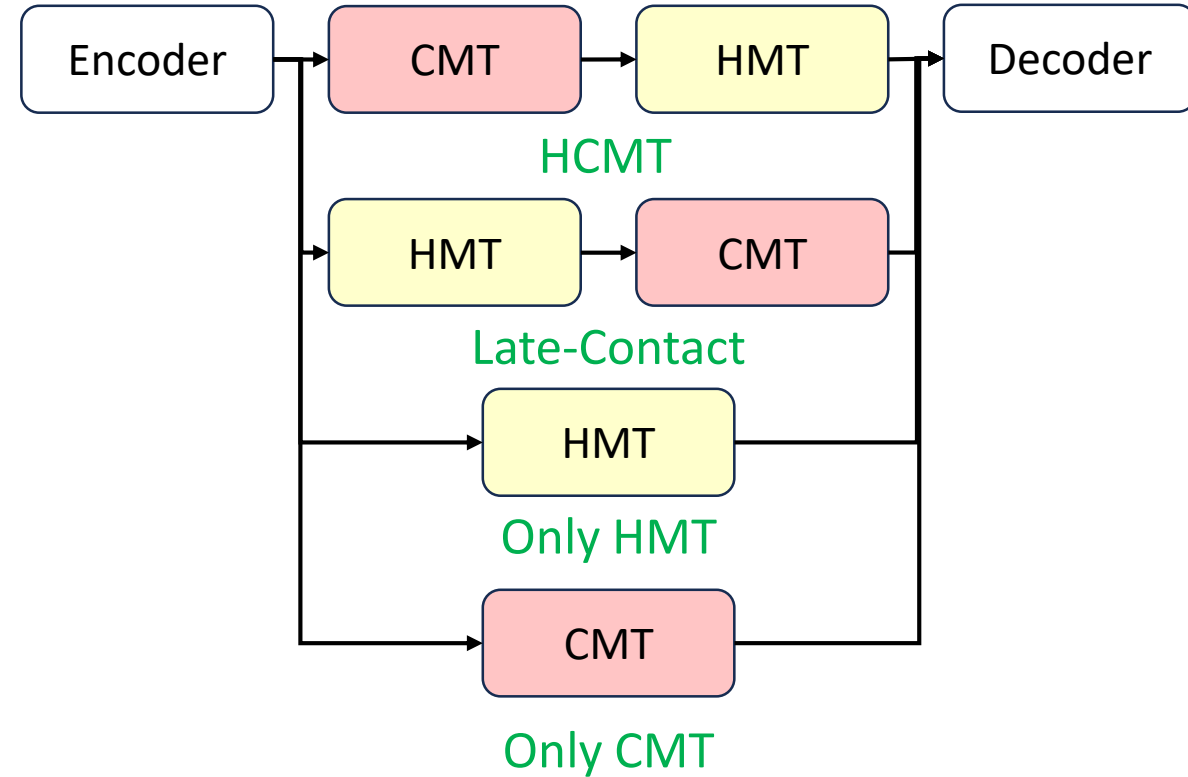 Encoder
CMT
HMT
Decoder
HCMT
HMT
CMT
Late-Contact
HMT
Only HMT
CMT
Only CMT